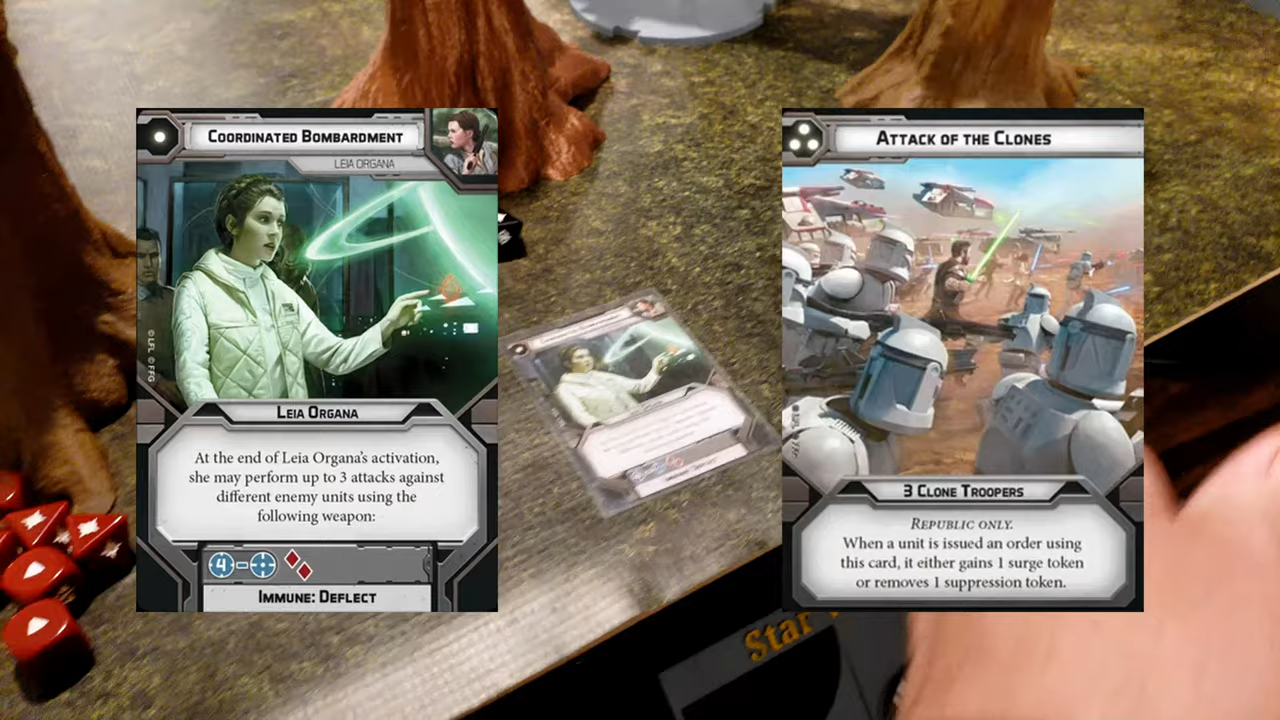 COORDINATED BOMBARDMENT
LEIA ORGANA
© LFL © FFG
LEIA ORGANA
At the end of Leia Organa's activation,
she may perform up to 3 attacks against
different enemy units using the
following weapon:
4 -
IMMUNE: DEFLECT
ATTACK OF THE CLONES
3 CLONE TROOPERS
REPUBLIC ONLY.
When a unit is issued an order using
this card, it either gains 1 surge token
or removes 1 suppression token.
Star